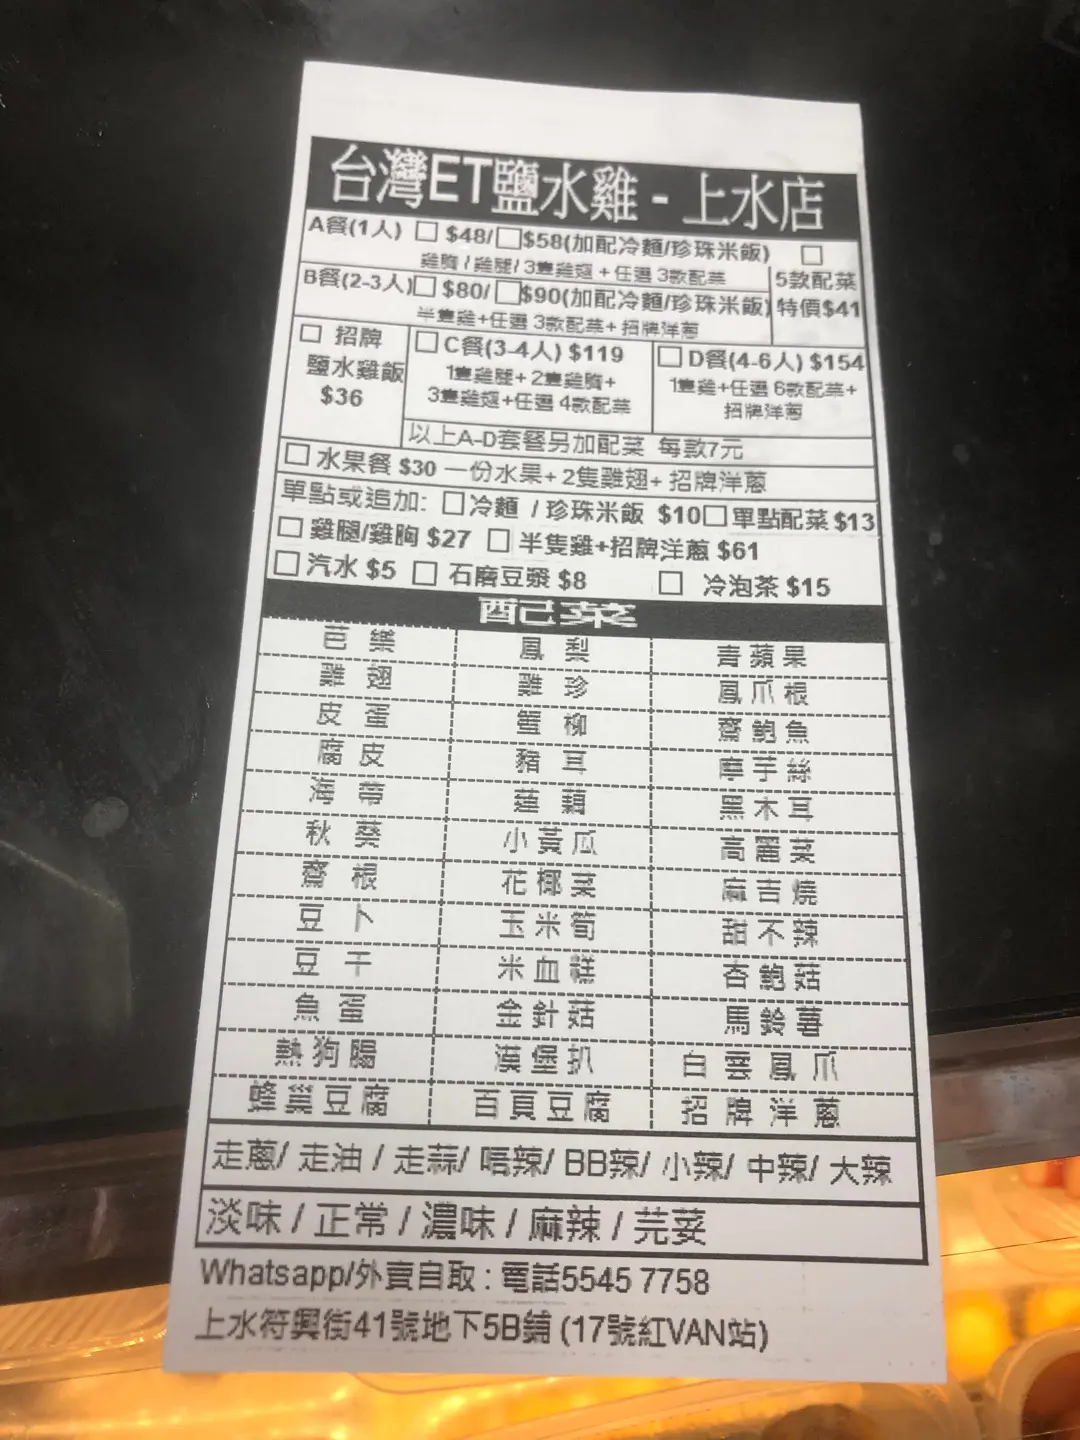 台灣ET鹽水雞 - 上水店
A餐(1人) □ $48/ □$58(加配冷麵/珍珠米飯)
雞胸 / 雞腿 / 3隻雞翅 + 任選 3款配菜
□ 5款配菜
特價$41
B餐(2-3人) □ $80/ □$90(加配冷麵/珍珠米飯)
半隻雞+任選 3款配菜+ 招牌洋蔥
□ 招牌
鹽水雞飯
$36
□ C餐(3-4人) $119
1隻雞腿+ 2隻雞胸+
3隻雞翅+任選 4款配菜
□ D餐(4-6人) $154
1隻雞+任選 6款配菜+
招牌洋蔥
以上A-D套餐另加配菜 每款7元
□ 水果餐 $30 一份水果+ 2隻雞翅+ 招牌洋蔥
單點或追加: □ 冷麵 / 珍珠米飯 $10 □ 單點配菜 $13
□ 雞腿/雞胸 $27 □ 半隻雞+招牌洋蔥 $61
□ 汽水 $5 □ 石磨豆漿 $8 □ 冷泡茶 $15
配菜
芭樂 鳳梨 青蘋果
雞翅 雞珍 鳳爪根
皮蛋 蟹柳 齋鮑魚
腐皮 豬耳 摩芋絲
海帶 蓮藕 黑木耳
秋葵 小黃瓜 高麗菜
齋根 花椰菜 麻吉燒
豆卜 玉米筍 甜不辣
豆干 米血糕 杏鮑菇
魚蛋 金針菇 馬鈴薯
熱狗腸 漢堡扒 白雲鳳爪
蜂巢豆腐 百頁豆腐 招牌洋蔥
走蔥/ 走油 / 走蒜/ 唔辣/ BB辣/ 小辣/ 中辣/ 大辣
淡味 / 正常 / 濃味 / 麻辣 / 芫荽
Whatsapp/外賣自取 : 電話5545 7758
上水符興街41號地下5B鋪 (17號紅VAN站)